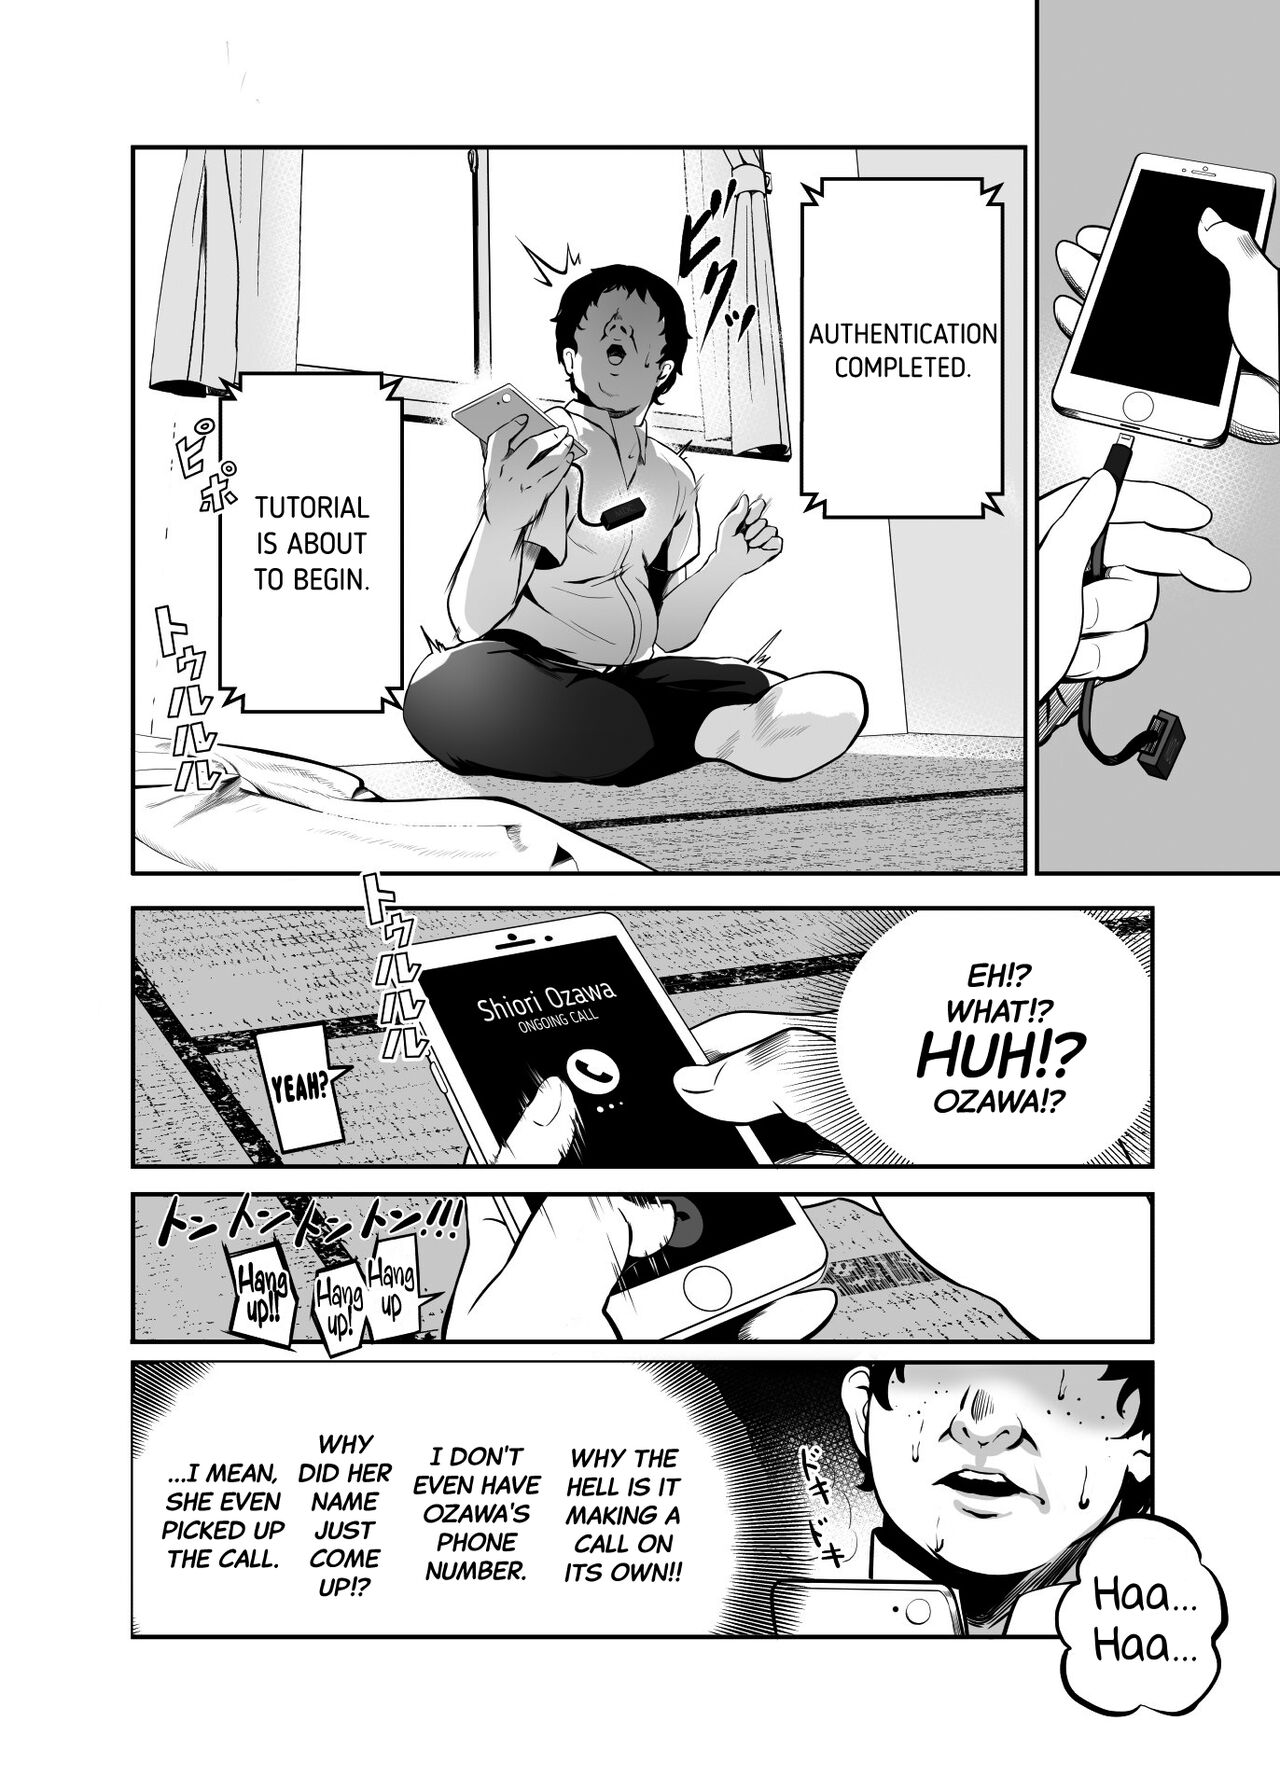 AUTHENTICATION
COMPLETED.
ビクッ
TUTORIAL
IS ABOUT
TO BEGIN.
ピポ
トゥルルルル
EH!?
WHAT!?
HUH!?
OZAWA!?
トゥルルルル
Shiori Ozawa
ONGOING CALL
YEAH?
トントントントン!!!
Hang
up
Hang
up!
Hang
up!!
ドキドキ
WHY THE
HELL IS IT
MAKING A
CALL ON
ITS OWN!!
I DON'T
EVEN HAVE
OZAWA'S
PHONE
NUMBER.
WHY
DID HER
NAME
JUST
COME
UP!?
...I MEAN,
SHE EVEN
PICKED UP
THE CALL.
Haa...
Haa...